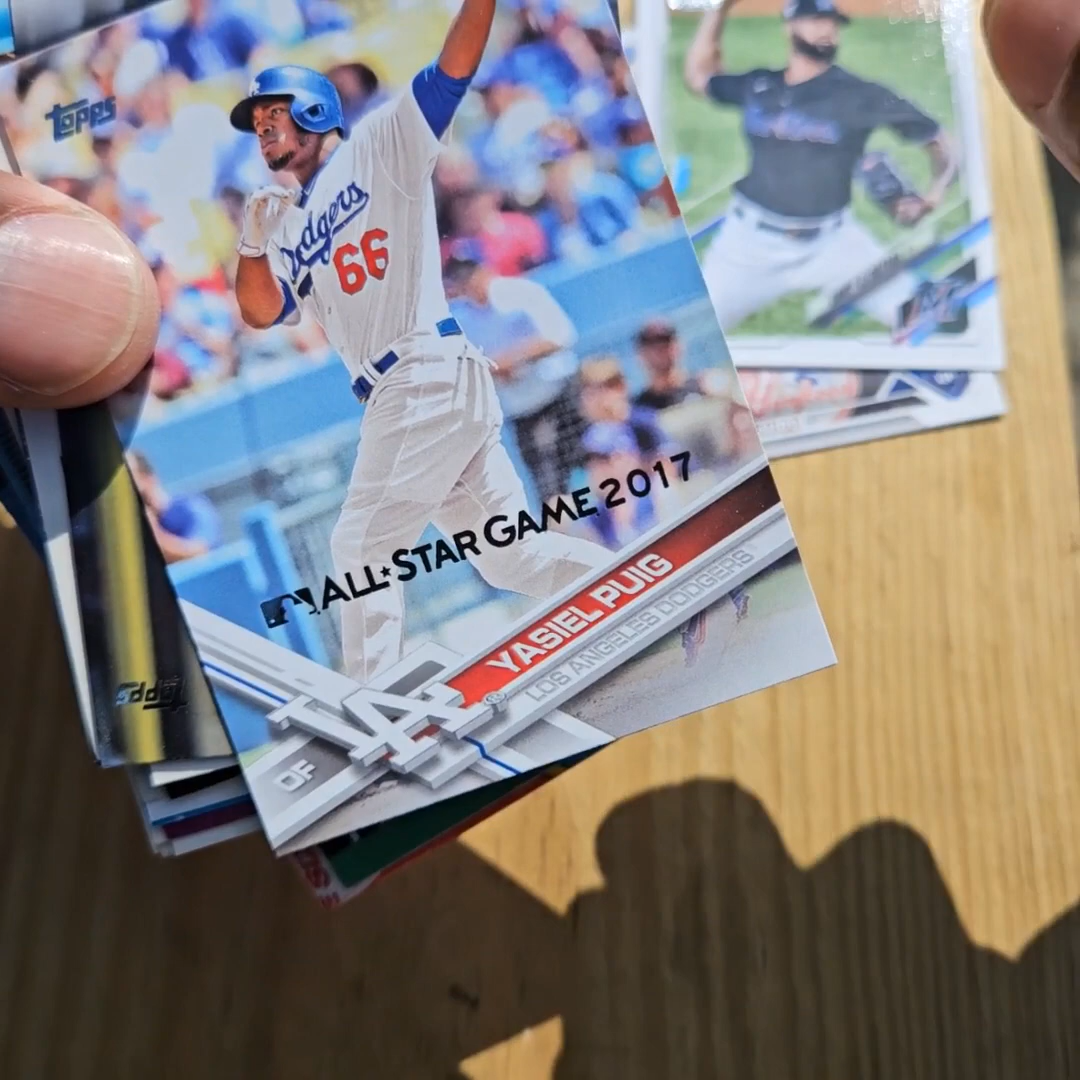 Topps
Dodgers
66
ALL★STAR GAME 2017
YASIEL PUIG
LOS ANGELES DODGERS
LA
OF
Topps